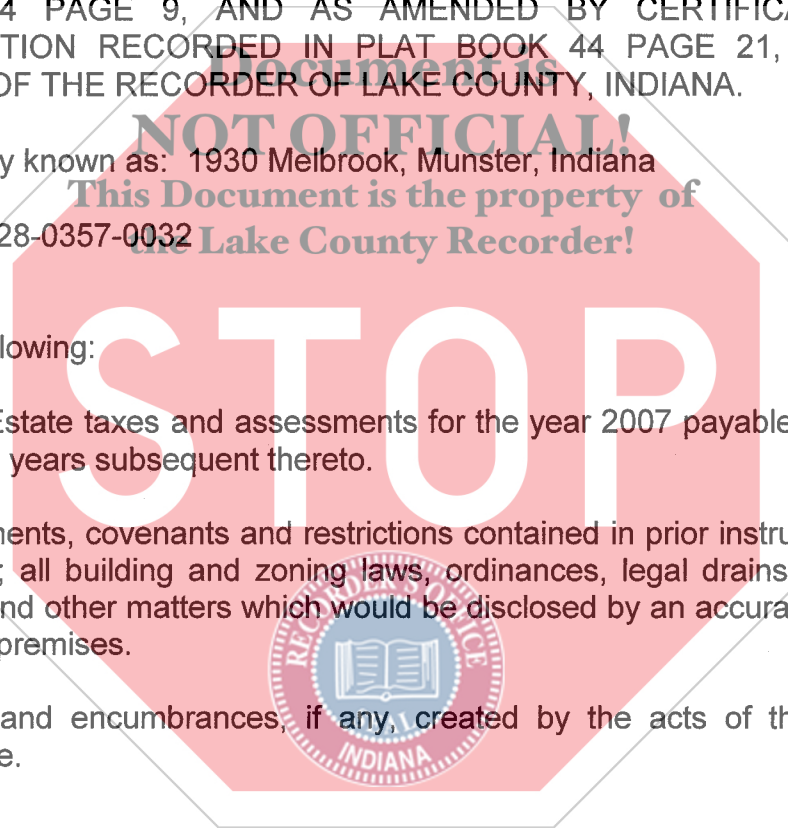 4 PAGE 9, AND AS AMENDED BY CERTIFICA
TION RECORDED IN PLAT BOOK 44 PAGE 21,
Document is
OF THE RECORDER OF LAKE COUNTY, INDIANA.
NOT OFFICIAL!
y known as: 1930 Melbrook, Munster, Indiana
This Document is the property of
28-0357-0032
the Lake County Recorder!
STOP
lowing:
Estate taxes and assessments for the year 2007 payable
years subsequent thereto.
ments, covenants and restrictions contained in prior instru
; all building and zoning laws, ordinances, legal drains
nd other matters which would be disclosed by an accura
premises.
RECORDER'S OFFICE
and encumbrances, if any, created by the acts of th
e.
INDIANA